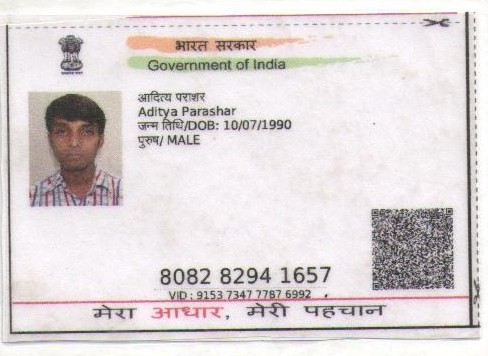 भारत सरकार
Government of India
आदित्य पराशर
Aditya Parashar
जन्म तिथि/DOB: 10/07/1990
पुरुष/ MALE
8082 8294 1657
VID : 9153 7347 7787 6992
मेरा आधार, मेरी पहचान